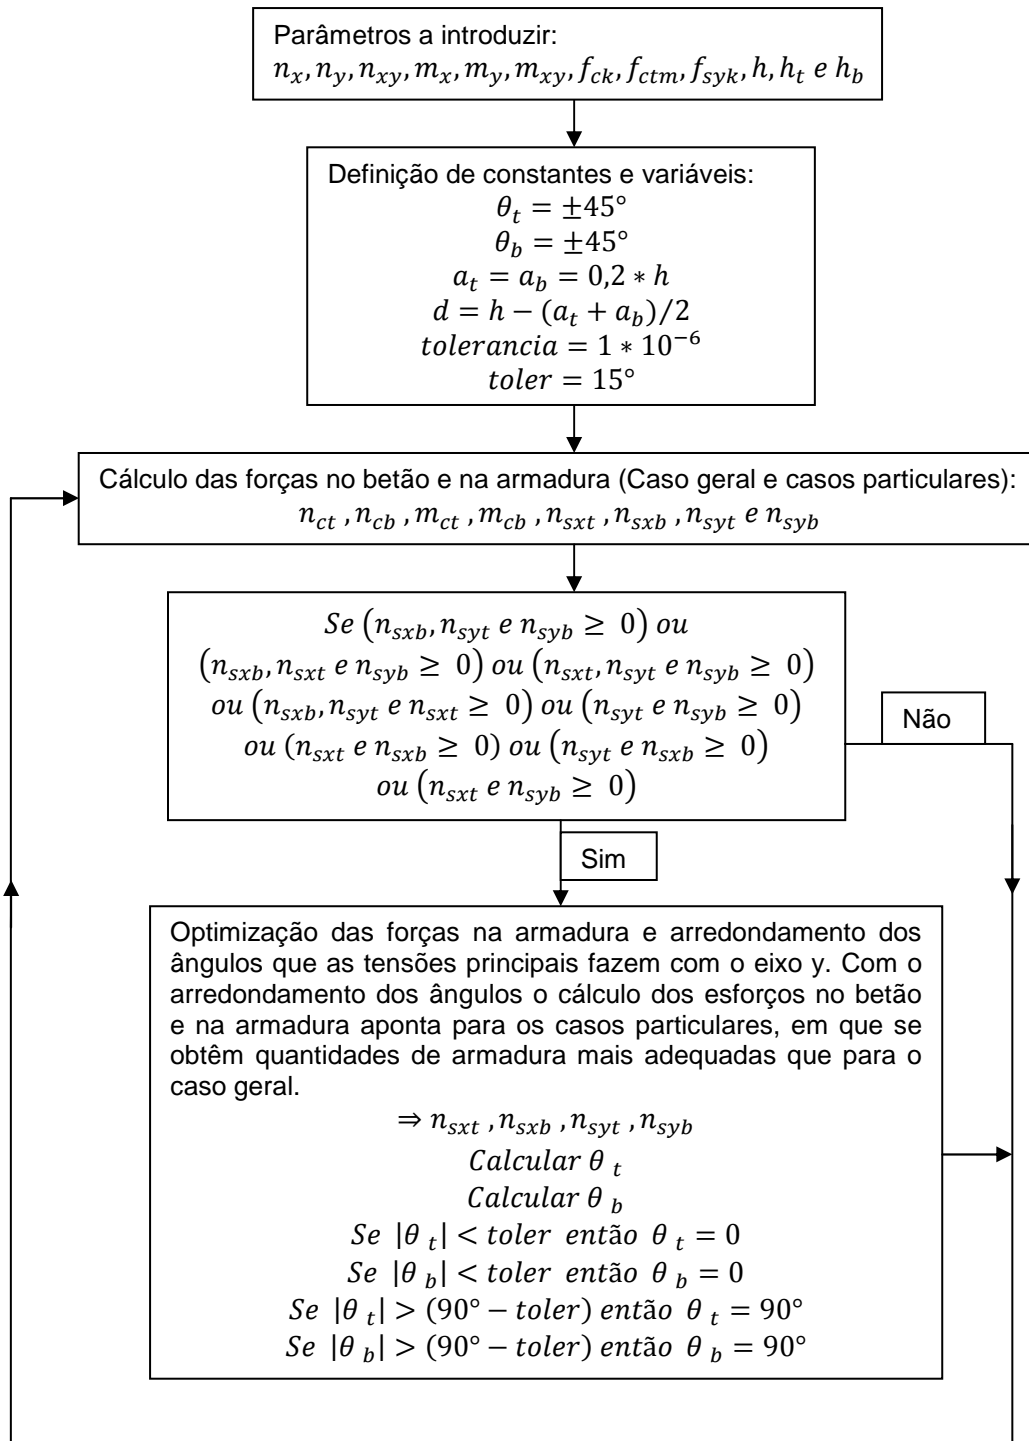 Parâmetros a introduzir:
n_x, n_y, n_xy, m_x, m_y, m_xy, f_ck, f_ctm, f_syk, h, h_t e h_b
Definição de constantes e variáveis:
θ_t = ±45°
θ_b = ±45°
a_t = a_b = 0,2 * h
d = h − (a_t + a_b)/2
tolerancia = 1 * 10^−6
toler = 15°
Cálculo das forças no betão e na armadura (Caso geral e casos particulares):
n_ct , n_cb , m_ct , m_cb , n_sxt , n_sxb , n_syt e n_syb
Se (n_sxb, n_syt e n_syb ≥ 0) ou
(n_sxb, n_sxt e n_syb ≥ 0) ou (n_sxt, n_syt e n_syb ≥ 0)
ou (n_sxb, n_syt e n_sxt ≥ 0) ou (n_syt e n_syb ≥ 0)
ou (n_sxt e n_sxb ≥ 0) ou (n_syt e n_sxb ≥ 0)
ou (n_sxt e n_syb ≥ 0)
Não
Sim
Optimização das forças na armadura e arredondamento dos
ângulos que as tensões principais fazem com o eixo y. Com o
arredondamento dos ângulos o cálculo dos esforços no betão
e na armadura aponta para os casos particulares, em que se
obtêm quantidades de armadura mais adequadas que para o
caso geral.
⇒ n_sxt , n_sxb , n_syt , n_syb
Calcular θ_t
Calcular θ_b
Se |θ_t| < toler então θ_t = 0
Se |θ_b| < toler então θ_b = 0
Se |θ_t| > (90° − toler) então θ_t = 90°
Se |θ_b| > (90° − toler) então θ_b = 90°